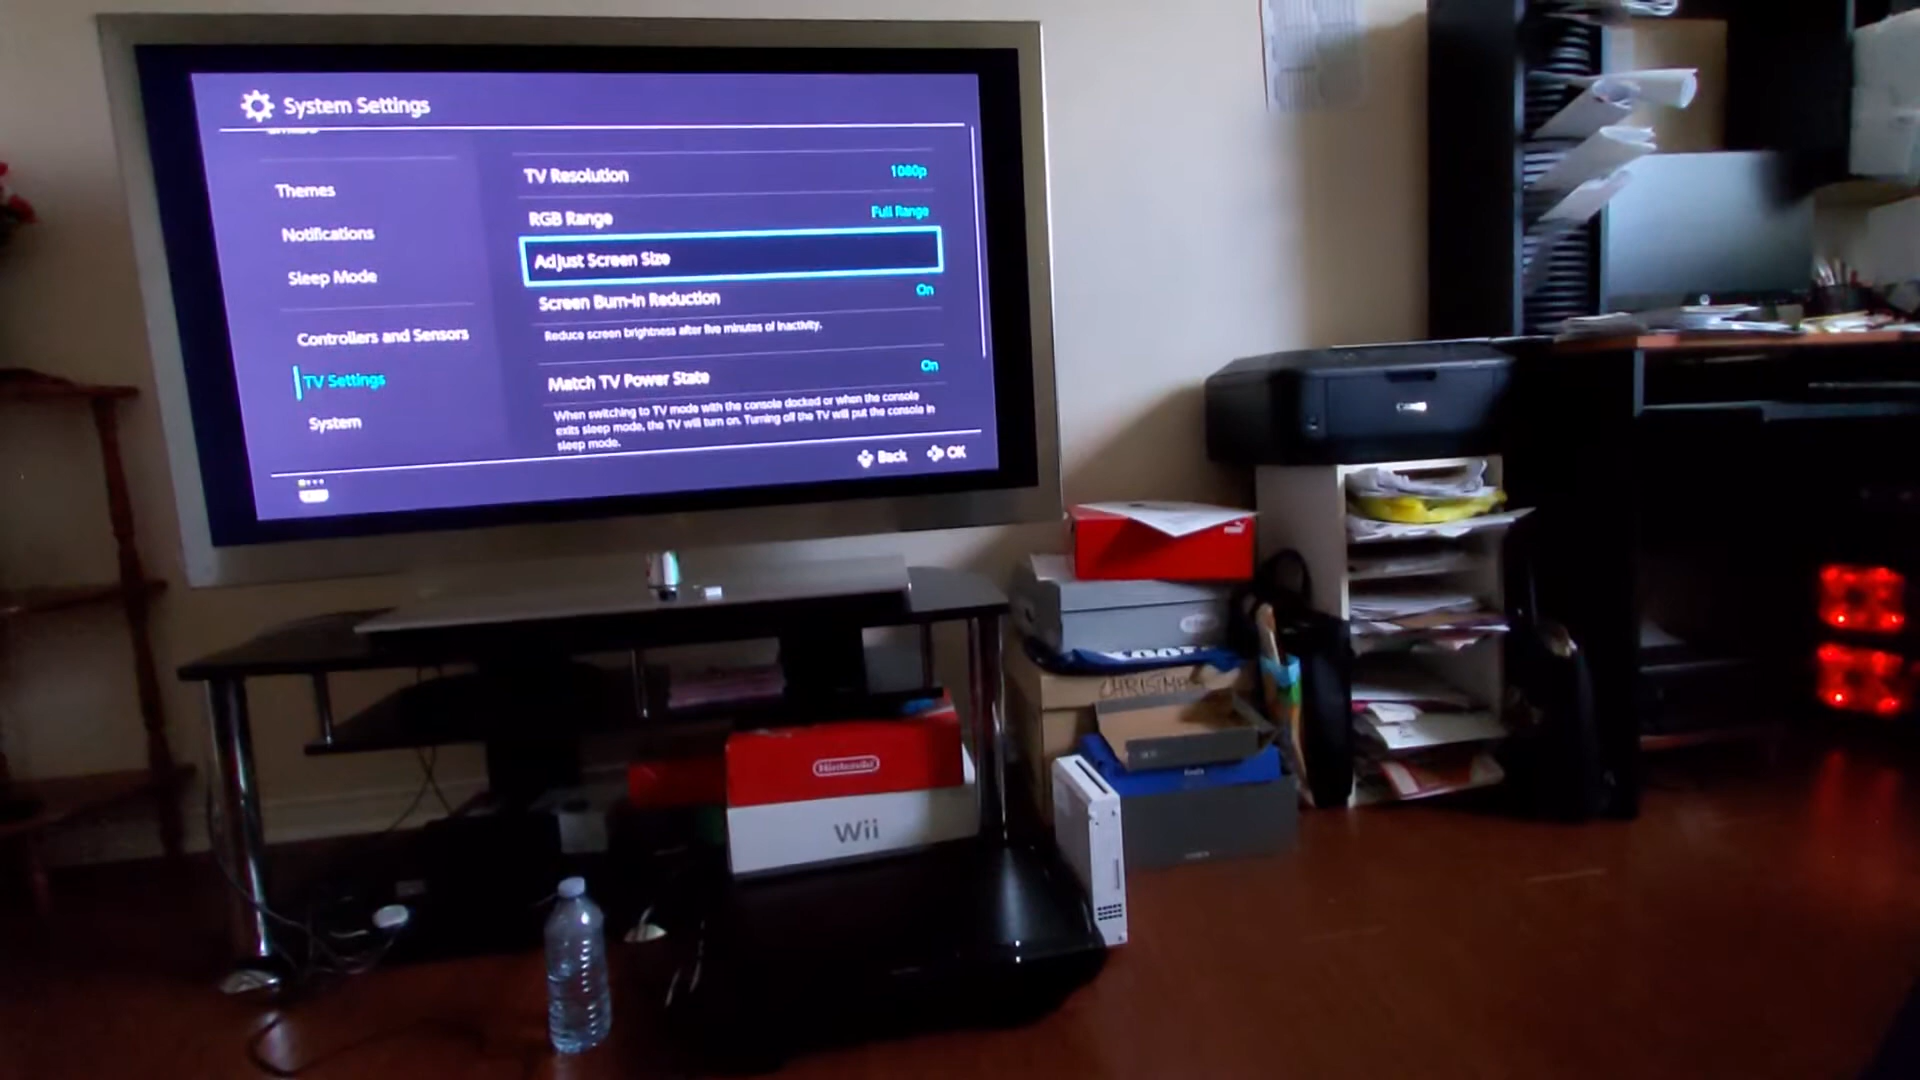 System Settings
Themes
Notifications
Sleep Mode
Controllers and Sensors
TV Settings
System
TV Resolution 1080p
RGB Range Full Range
Adjust Screen Size
Screen Burn-In Reduction On
Reduce screen brightness after five minutes of inactivity.
Match TV Power State On
When switching to TV mode with the console docked or when the console
exits sleep mode, the TV will turn on. Turning off the TV will put the console in
sleep mode.
Back OK
Canon
CHRISTMA
Nintendo
Wii